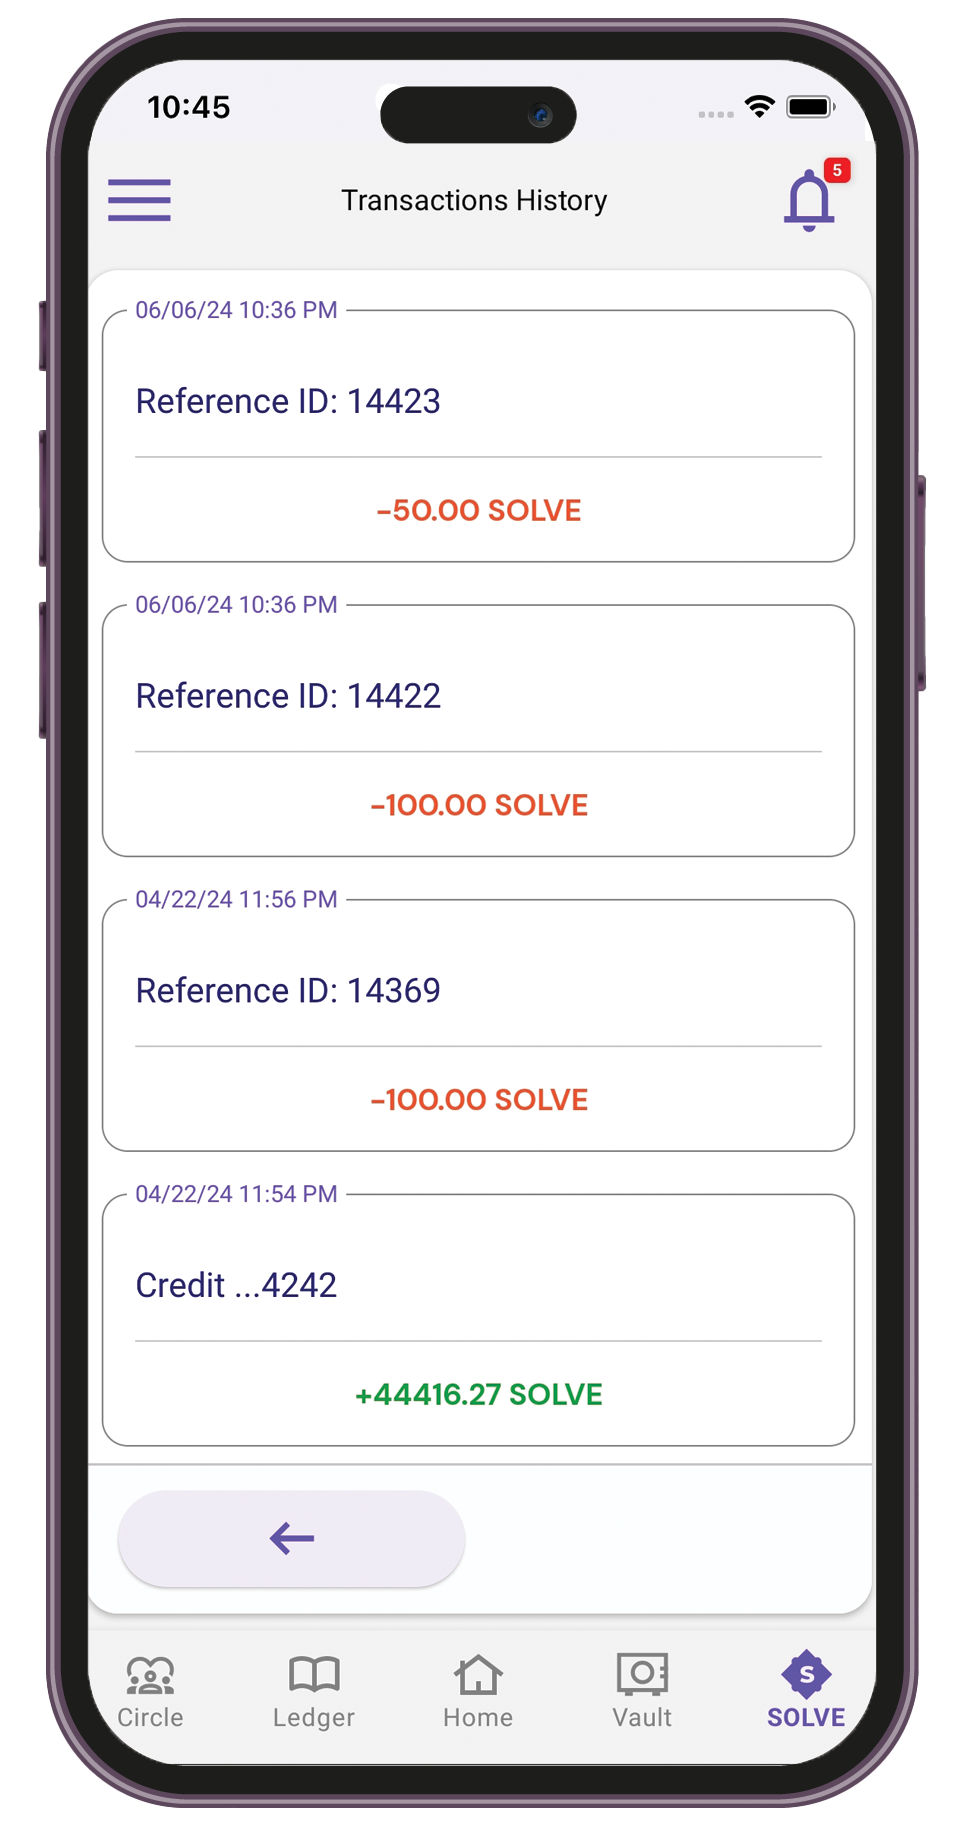 10:45
Transactions History
5
06/06/24 10:36 PM
Reference ID: 14423
-50.00 SOLVE
06/06/24 10:36 PM
Reference ID: 14422
-100.00 SOLVE
04/22/24 11:56 PM
Reference ID: 14369
-100.00 SOLVE
04/22/24 11:54 PM
Credit ...4242
+44416.27 SOLVE
S
Circle Ledger Home Vault SOLVE